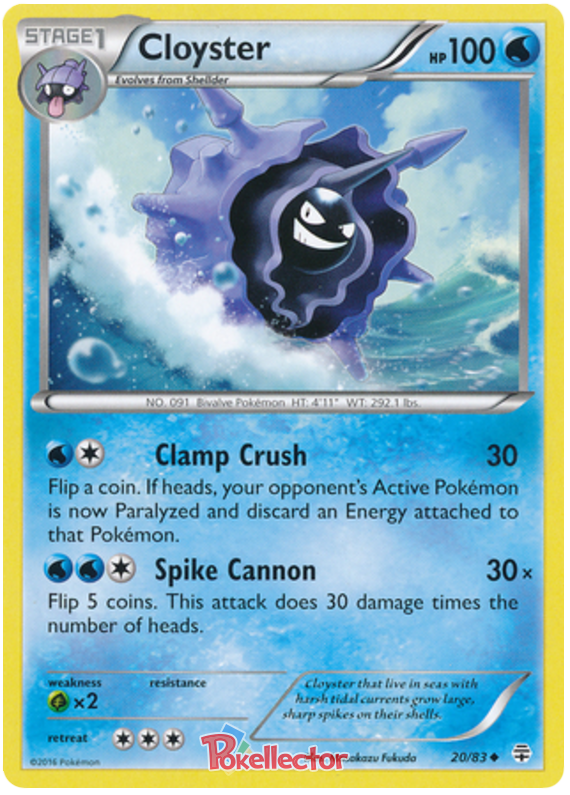 STAGE1
Cloyster
HP100
Evolves from Shellder
NO. 091 Bivalve Pokémon HT: 4'11" WT: 292.1 lbs.
Clamp Crush 30
Flip a coin. If heads, your opponent's Active Pokémon
is now Paralyzed and discard an Energy attached to
that Pokémon.
Spike Cannon 30×
Flip 5 coins. This attack does 30 damage times the
number of heads.
weakness resistance
×2
Cloyster that live in seas with
harsh tidal currents grow large,
sharp spikes on their shells.
retreat
©2016 Pokémon
Pokellector
Fukuda
20/83